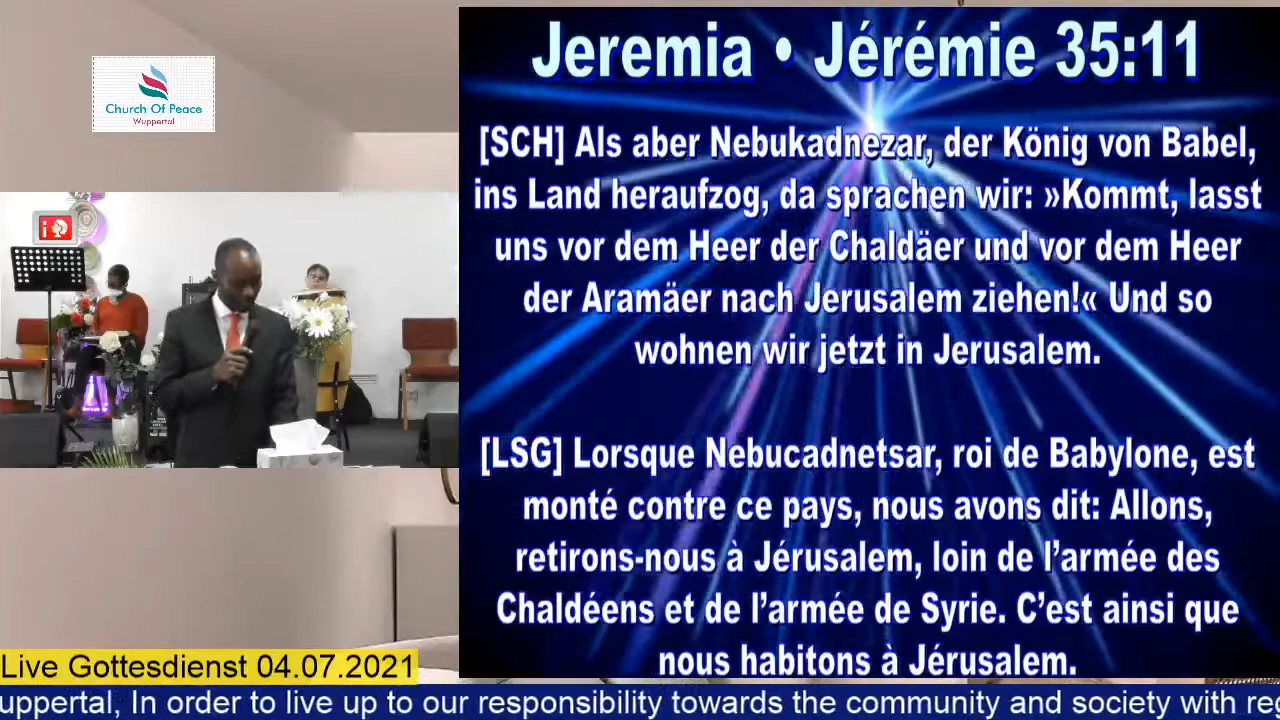 Church Of Peace
Wuppertal
Jeremia • Jérémie 35:11
[SCH] Als aber Nebukadnezar, der König von Babel,
ins Land heraufzog, da sprachen wir: »Kommt, lasst
uns vor dem Heer der Chaldäer und vor dem Heer
der Aramäer nach Jerusalem ziehen!« Und so
wohnen wir jetzt in Jerusalem.
[LSG] Lorsque Nebucadnetsar, roi de Babylone, est
monté contre ce pays, nous avons dit: Allons,
retirons-nous à Jérusalem, loin de l’armée des
Chaldéens et de l’armée de Syrie. C’est ainsi que
nous habitons à Jérusalem.
Live Gottesdienst 04.07.2021
uppertal, In order to live up to our responsibility towards the community and society with